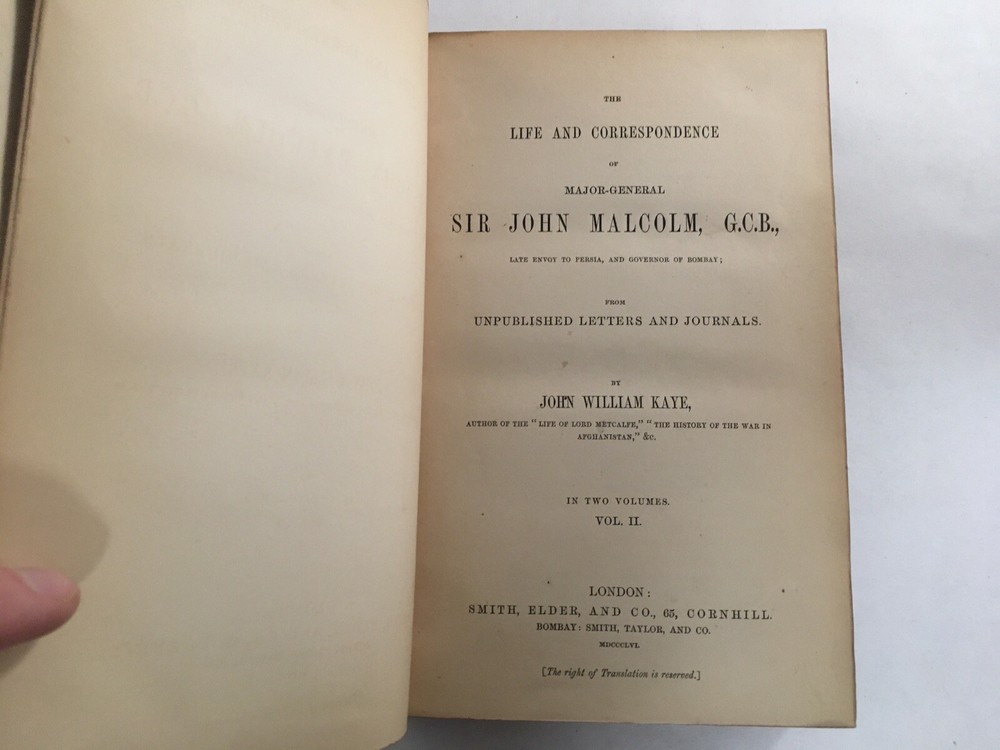 THE
LIFE AND CORRESPONDENCE
OF
MAJOR-GENERAL
SIR JOHN MALCOLM, G.C.B.,
LATE ENVOY TO PERSIA, AND GOVERNOR OF BOMBAY;
FROM
UNPUBLISHED LETTERS AND JOURNALS.
BY
JOHN WILLIAM KAYE,
AUTHOR OF THE "LIFE OF LORD METCALFE," "THE HISTORY OF THE WAR IN
AFGHANISTAN," &c.
IN TWO VOLUMES.
VOL. II.
LONDON:
SMITH, ELDER, AND CO., 65, CORNHILL.
BOMBAY: SMITH, TAYLOR, AND CO.
MDCCCLVI.
[The right of Translation is reserved.]